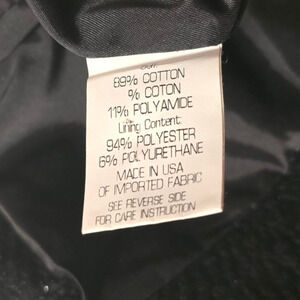 89% COTTON
% COTON
11% POLYAMIDE
Lining Content:
94% POLYESTER
6% POLYURETHANE
MADE IN USA
OF IMPORTED FABRIC
SEE REVERSE SIDE
FOR CARE INSTRUCTION